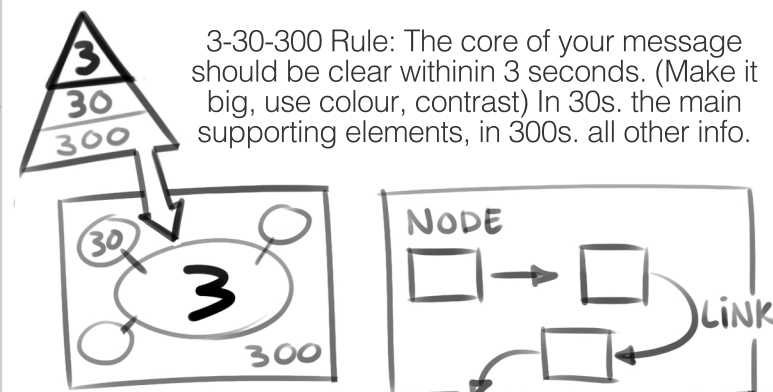 3
30
300
3-30-300 Rule: The core of your message
should be clear withinin 3 seconds. (Make it
big, use colour, contrast) In 30s. the main
supporting elements, in 300s. all other info.
30
3
300
NODE
LiNK